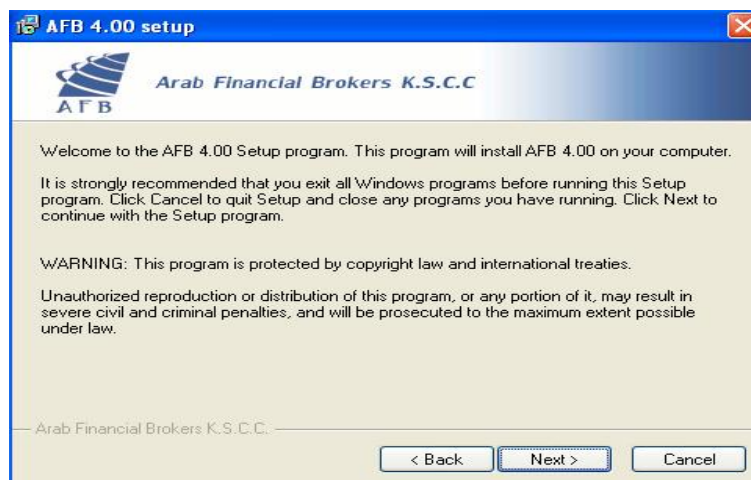 AFB 4.00 setup
AFB
Arab Financial Brokers K.S.C.C
Welcome to the AFB 4.00 Setup program. This program will install AFB 4.00 on your computer.
It is strongly recommended that you exit all Windows programs before running this Setup
program. Click Cancel to quit Setup and close any programs you have running. Click Next to
continue with the Setup program.
WARNING: This program is protected by copyright law and international treaties.
Unauthorized reproduction or distribution of this program, or any portion of it, may result in
severe civil and criminal penalties, and will be prosecuted to the maximum extent possible
under law.
Arab Financial Brokers K.S.C.C.
< Back Next > Cancel